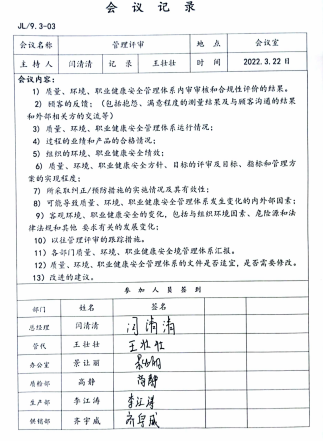 会 议 记 录
JL/9.3-03
会议名称 管理评审 地 点 会议室
主 持 人 闫清清 记 录 王壮壮 时 间 2022.3.22日
会议内容:
1) 质量、环境、职业健康安全管理体系内审审核和合规性评价的结果。
2) 顾客的反馈;(包括抱怨、满意程度的测量结果及与顾客沟通的结果
和外部相关方的交流等)
3) 质量、环境、职业健康安全管理体系运行情况;
4) 过程的业绩和产品的合格情况;
5) 组织的环境、职业健康安全绩效;
6) 质量、环境、职业健康安全方针、目标的评审及目标、指标和管理方
案的实现程度;
7) 所采取纠正/预防措施的实施情况及其有效性;
8) 可能导致质量、环境、职业健康安全管理体系发生变化的内外部因素;
9) 客观环境、职业健康安全的变化,包括与组织环境因素、危险源和法
律法规和其他 要求有关的发展变化;
10) 以往管理评审的跟踪措施。
11) 各部门质量、环境、职业健康安全境管理体系汇报。
12) 质量、环境、职业健康安全管理体系的文件是否适宜,是否需要修改。
13) 改进的建议。
参 加 人 员 签 到
部门 姓名 签名
总经理 闫清清 闫清清
管代 王壮壮 王壮壮
办公室 景让丽 景让丽
质检部 高静 高静
生产部 李江涛 李江涛
供销部 齐宇威 齐宇威